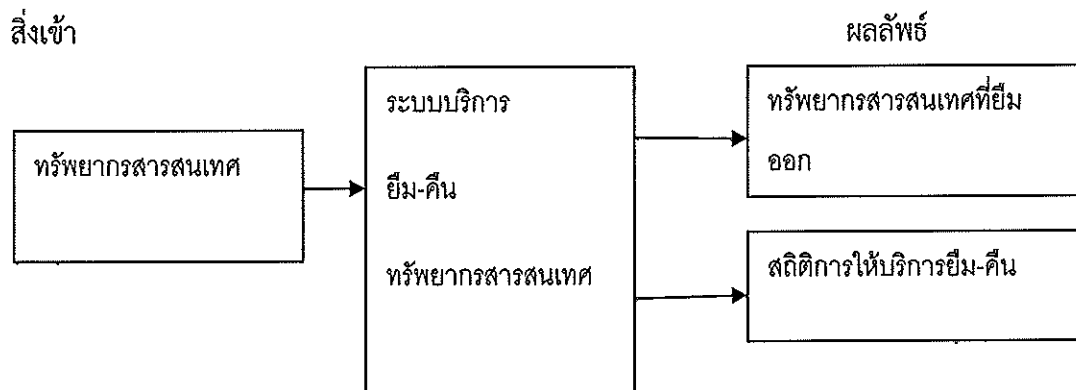 สิ่งเข้า
ผลลัพธ์
ทรัพยากรสารสนเทศ
ระบบบริการ
ยืม-คืน
ทรัพยากรสารสนเทศ
ทรัพยากรสารสนเทศที่ยืม
ออก
สถิติการให้บริการยืม-คืน